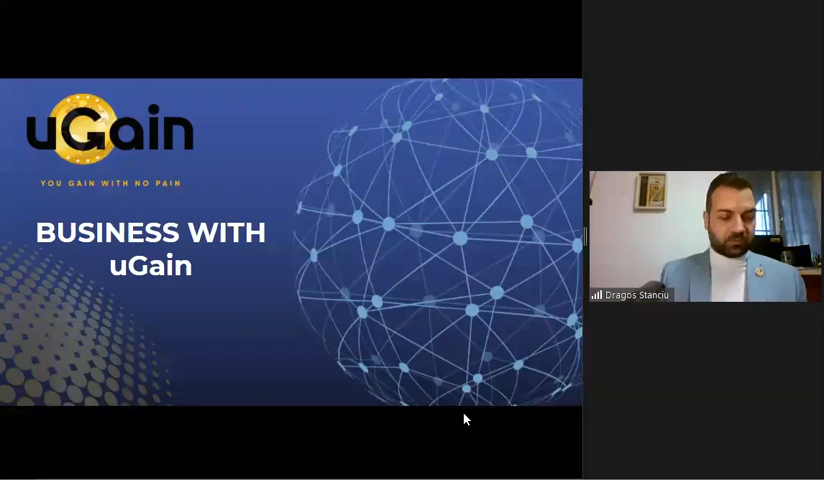 uGain
YOU GAIN WITH NO PAIN
BUSINESS WITH
uGain
Dragos Stanciu